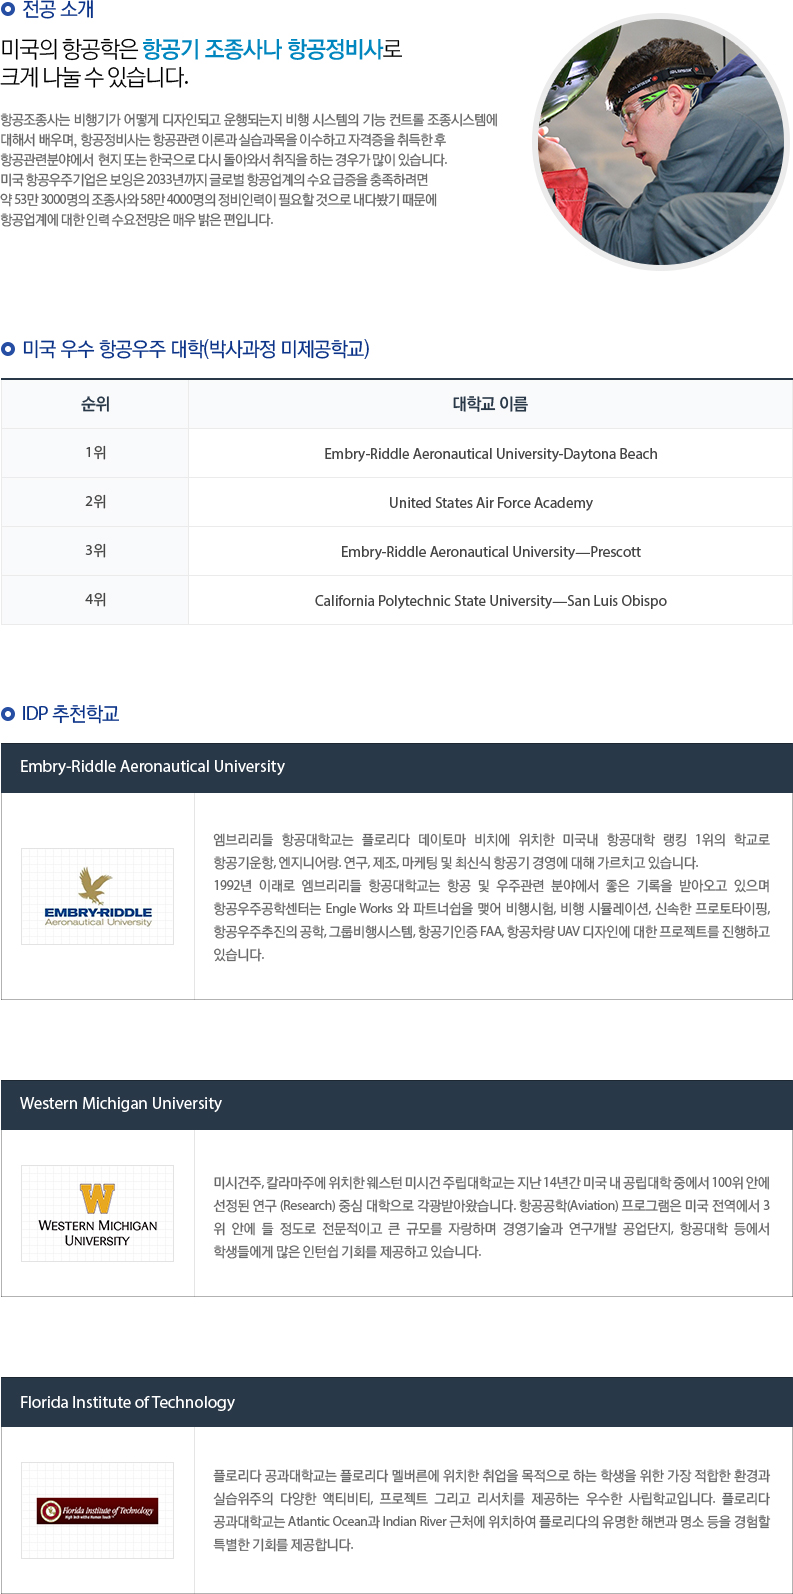 전공 소개
미국의 항공학은 항공기 조종사나 항공정비사로
크게 나눌 수 있습니다.
항공조종사는 비행기가 어떻게 디자인되고 운행되는지 비행 시스템의 기능 컨트롤 조종시스템에
대해서 배우며, 항공정비사는 항공관련 이론과 실습과목을 이수하고 자격증을 취득한 후
항공관련분야에서 현지 또는 한국으로 다시 돌아와서 취직을 하는 경우가 많이 있습니다.
미국 항공우주기업은 보잉은 2033년까지 글로벌 항공업계의 수요 급증을 충족하려면
약 53만 3000명의 조종사와 58만 4000명의 정비인력이 필요할 것으로 내다봤기 때문에
항공업계에 대한 인력 수요전망은 매우 밝은 편입니다.
미국 우수 항공우주 대학(박사과정 미제공학교)
순위 대학교 이름
1위 Embry-Riddle Aeronautical University-Daytona Beach
2위 United States Air Force Academy
3위 Embry-Riddle Aeronautical University—Prescott
4위 California Polytechnic State University—San Luis Obispo
IDP 추천학교
Embry-Riddle Aeronautical University
EMBRY-RIDDLE
Aeronautical University
엠브리리들 항공대학교는 플로리다 데이토마 비치에 위치한 미국내 항공대학 랭킹 1위의 학교로
항공기운항, 엔지니어링. 연구, 제조, 마케팅 및 최신식 항공기 경영에 대해 가르치고 있습니다.
1992년 이래로 엠브리리들 항공대학교는 항공 및 우주관련 분야에서 좋은 기록을 받아오고 있으며
항공우주공학센터는 Engle Works 와 파트너쉽을 맺어 비행시험, 비행 시뮬레이션, 신속한 프로토타이핑,
항공우주추진의 공학, 그룹비행시스템, 항공기인증 FAA, 항공차량 UAV 디자인에 대한 프로젝트를 진행하고
있습니다.
Western Michigan University
W
WESTERN MICHIGAN
UNIVERSITY
미시건주, 칼라마주에 위치한 웨스턴 미시건 주립대학교는 지난 14년간 미국 내 공립대학 중에서 100위 안에
선정된 연구 (Research) 중심 대학으로 각광받아왔습니다. 항공공학(Aviation) 프로그램은 미국 전역에서 3
위 안에 들 정도로 전문적이고 큰 규모를 자랑하며 경영기술과 연구개발 공업단지, 항공대학 등에서
학생들에게 많은 인턴쉽 기회를 제공하고 있습니다.
Florida Institute of Technology
Florida Institute of Technology
High Tech with a Human Touch
플로리다 공과대학교는 플로리다 멜버른에 위치한 취업을 목적으로 하는 학생을 위한 가장 적합한 환경과
실습위주의 다양한 액티비티, 프로젝트 그리고 리서치를 제공하는 우수한 사립학교입니다. 플로리다
공과대학교는 Atlantic Ocean과 Indian River 근처에 위치하여 플로리다의 유명한 해변과 명소 등을 경험할
특별한 기회를 제공합니다.